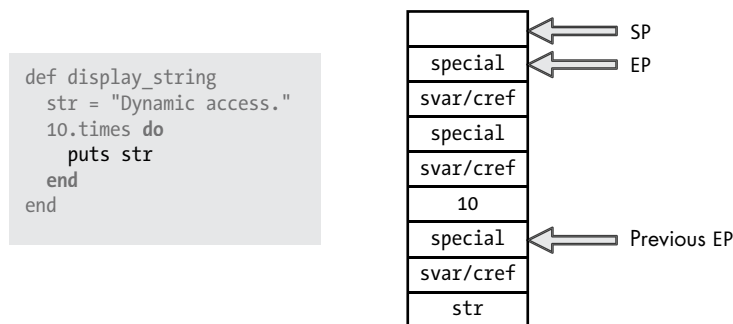 def display_string
  str = "Dynamic access."
  10.times do
    puts str
  end
end
SP
special
EP
svar/cref
special
svar/cref
10
special
Previous EP
svar/cref
str